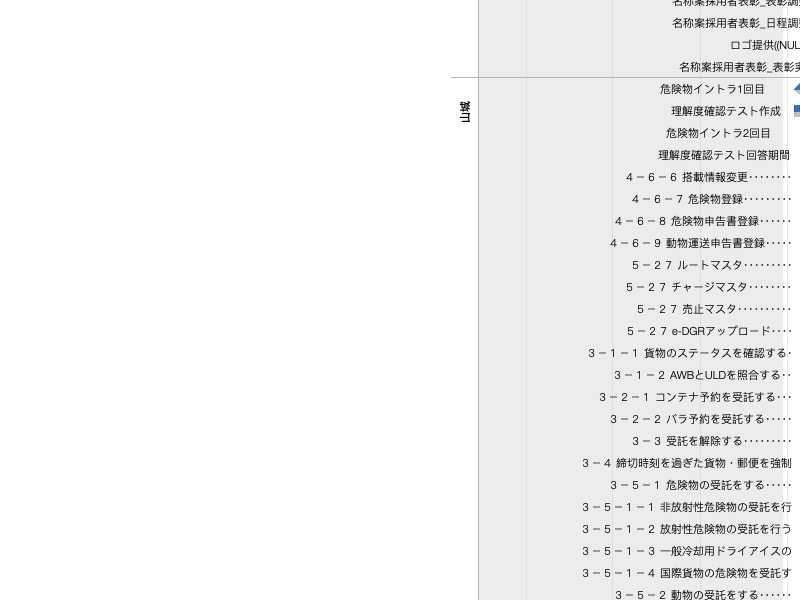 名称案採用者表彰_表彰調
名称案採用者表彰_日程調
ロゴ提供((NUL
名称案採用者表彰_表彰実
危険物イントラ1回目
理解度確認テスト作成
危険物イントラ2回目
理解度確認テスト回答期間
４－６－６ 搭載情報変更‥‥‥‥
４－６－７ 危険物登録‥‥‥‥‥
４－６－８ 危険物申告書登録‥‥‥
４－６－９ 動物運送申告書登録‥‥・
５－２７ ルートマスタ‥‥‥‥・
５－２７ チャージマスタ‥‥‥‥
５－２７ 売止マスタ‥‥‥‥‥
５－２７ e-DGRアップロード‥‥
３－１－１ 貨物のステータスを確認する・
３－１－２ AWBとULDを照合する‥
３－２－１ コンテナ予約を受託する‥・
３－２－２ バラ予約を受託する‥‥・
３－３ 受託を解除する‥‥‥‥・
３－４ 締切時刻を過ぎた貨物・郵便を強制
３－５－１ 危険物の受託をする‥‥・
３－５－１－１ 非放射性危険物の受託を行
３－５－１－２ 放射性危険物の受託を行う
３－５－１－３ 一般冷却用ドライアイスの
３－５－１－４ 国際貨物の危険物を受託す
３－５－２ 動物の受託をする‥‥‥